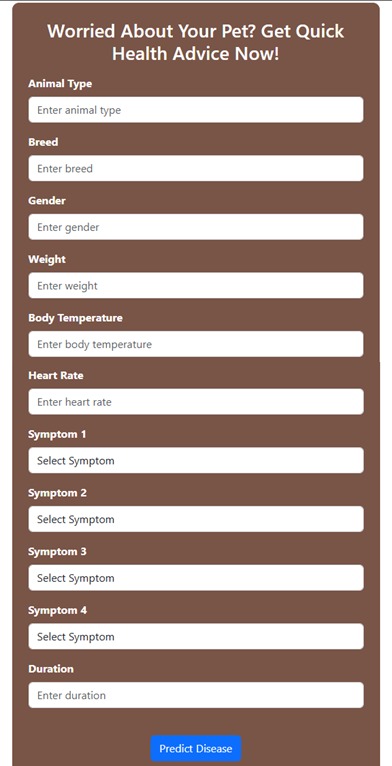 Worried About Your Pet? Get Quick
Health Advice Now!
Animal Type
Enter animal type
Breed
Enter breed
Gender
Enter gender
Weight
Enter weight
Body Temperature
Enter body temperature
Heart Rate
Enter heart rate
Symptom 1
Select Symptom
Symptom 2
Select Symptom
Symptom 3
Select Symptom
Symptom 4
Select Symptom
Duration
Enter duration
Predict Disease